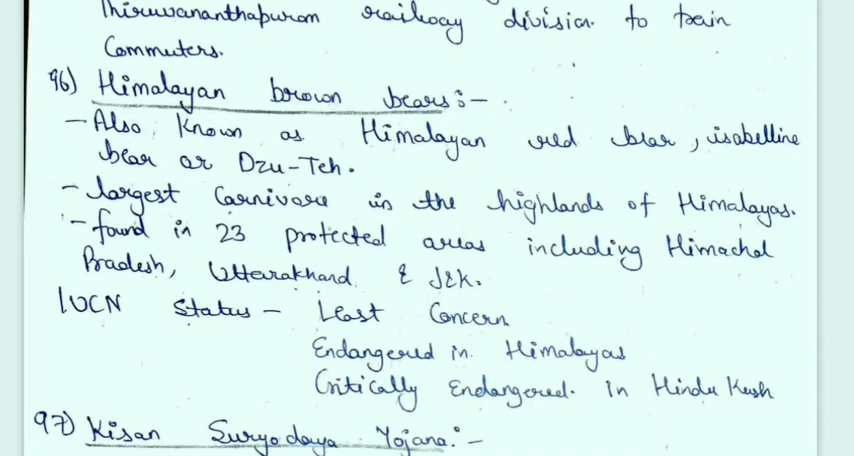 Thiruvananthapuram railway division to train
Commuters.
96) Himalayan brown bears:-
- Also known as Himalayan red bear, isabelline
bear or Dzu-Teh.
- largest Carnivore in the highlands of Himalayas.
- found in 23 protected areas including Himachal
Pradesh, Uttarakhand & J&K.
IUCN Status - Least Concern
Endangered in Himalayas
Critically Endangered in Hindu Kush
97) Kisan Suryodaya Yojana:-